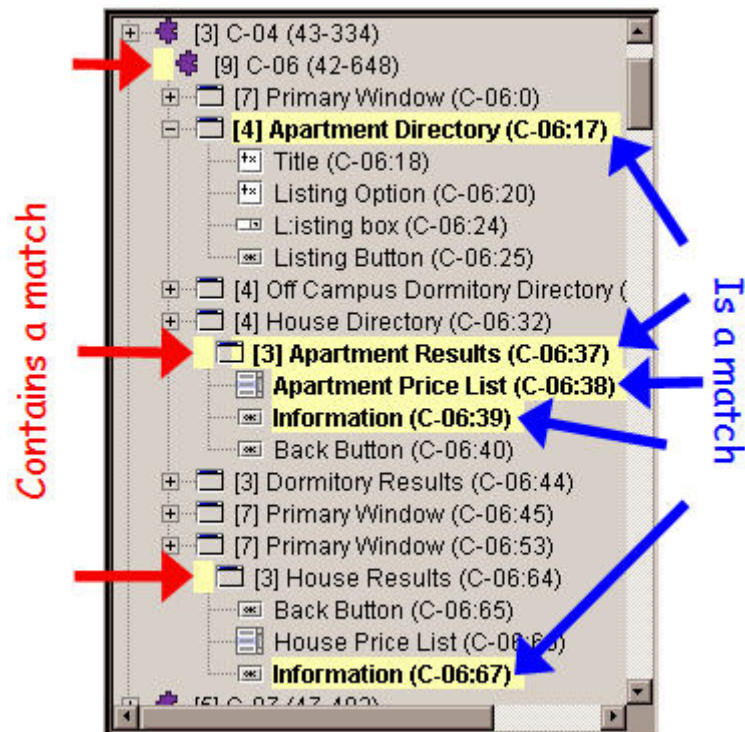 [3] C-04 (43-334)
[9] C-06 (42-648)
[7] Primary Window (C-06:0)
[4] Apartment Directory (C-06:17)
Title (C-06:18)
Listing Option (C-06:20)
L:isting box (C-06:24)
Listing Button (C-06:25)
[4] Off Campus Dormitory Directory (
[4] House Directory (C-06:32)
[3] Apartment Results (C-06:37)
Apartment Price List (C-06:38)
Information (C-06:39)
Back Button (C-06:40)
[3] Dormitory Results (C-06:44)
[7] Primary Window (C-06:45)
[7] Primary Window (C-06:53)
[3] House Results (C-06:64)
Back Button (C-06:65)
House Price List
Information (C-06:67)
Contains a match
Is a match